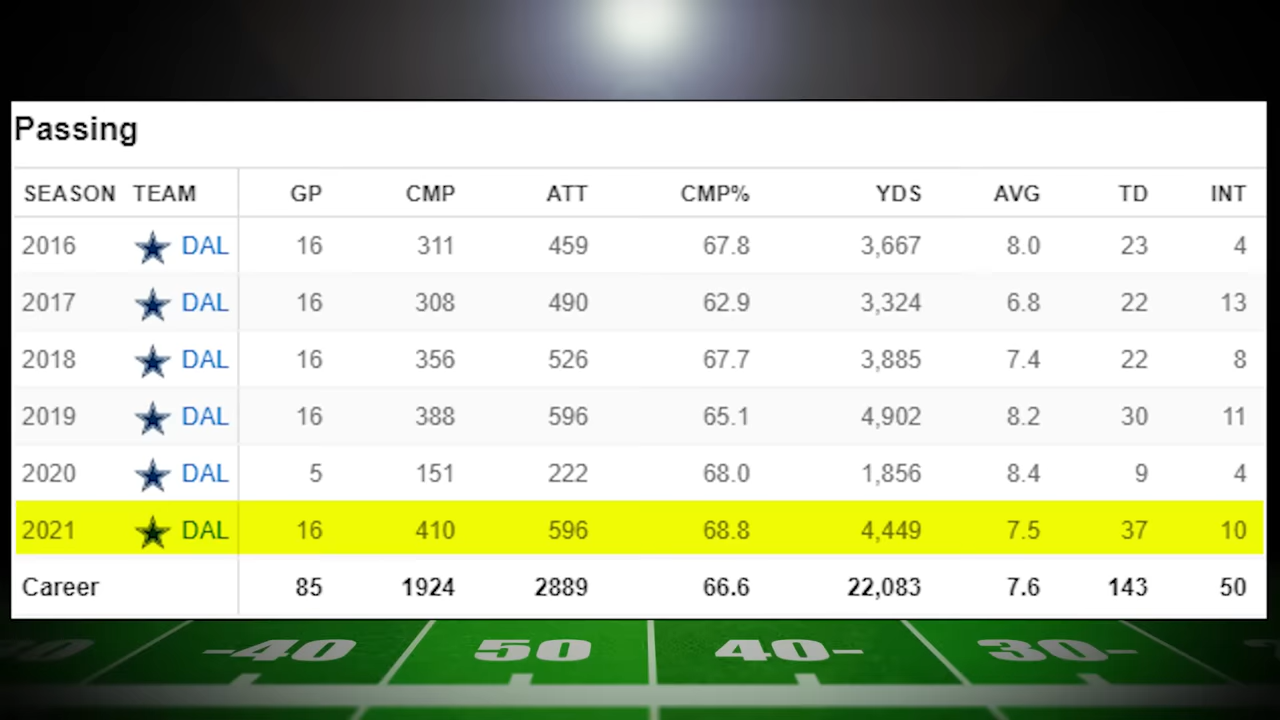 Passing
SEASON TEAM GP CMP ATT CMP% YDS AVG TD INT
2016 DAL 16 311 459 67.8 3,667 8.0 23 4
2017 DAL 16 308 490 62.9 3,324 6.8 22 13
2018 DAL 16 356 526 67.7 3,885 7.4 22 8
2019 DAL 16 388 596 65.1 4,902 8.2 30 11
2020 DAL 5 151 222 68.0 1,856 8.4 9 4
2021 DAL 16 410 596 68.8 4,449 7.5 37 10
Career 85 1924 2889 66.6 22,083 7.6 143 50
-40 50 40- 30-